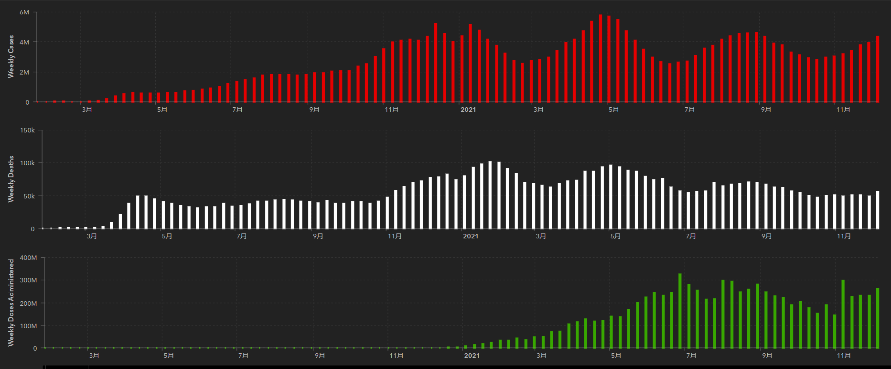 Weekly Cases
6M
4M
2M
0
3月 5月 7月 9月 11月 2021 3月 5月 7月 9月 11月
Weekly Deaths
150k
100k
50k
0
3月 5月 7月 9月 11月 2021 3月 5月 7月 9月 11月
Weekly Doses Administered
400M
300M
200M
100M
0
3月 5月 7月 9月 11月 2021 3月 5月 7月 9月 11月